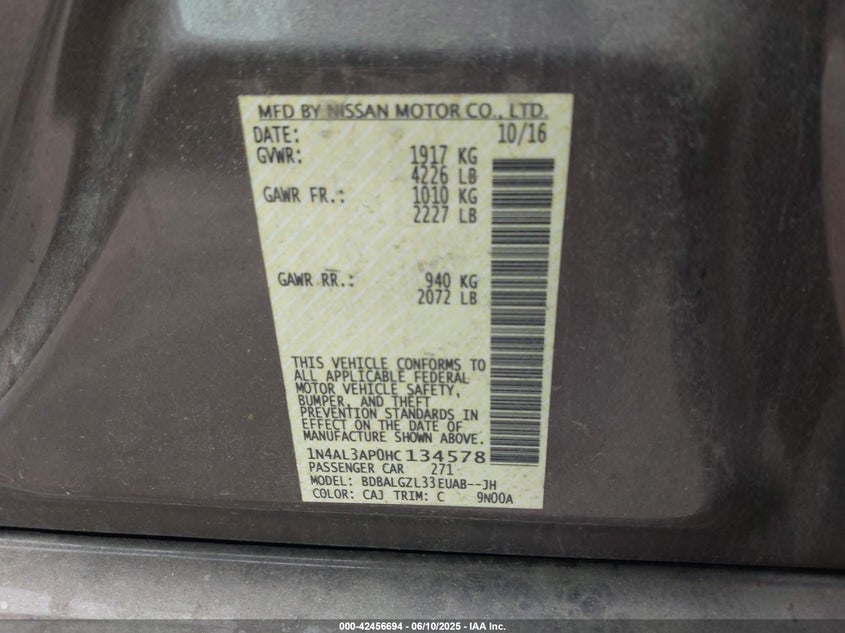 MFD BY NISSAN MOTOR CO., LTD.
DATE: 10/16
GVWR: 1917 KG
4226 LB
GAWR FR.: 1010 KG
2227 LB
GAWR RR.: 940 KG
2072 LB
THIS VEHICLE CONFORMS TO
ALL APPLICABLE FEDERAL
MOTOR VEHICLE SAFETY,
BUMPER, AND THEFT
PREVENTION STANDARDS IN
EFFECT ON THE DATE OF
MANUFACTURE SHOWN ABOVE.
1N4AL3AP0HC134578
PASSENGER CAR 271
MODEL: BDBALGZL33EUAB--JH
COLOR: CAJ TRIM: C 9N00A
000-42456694 / 06/10/2025 - IAA Inc.